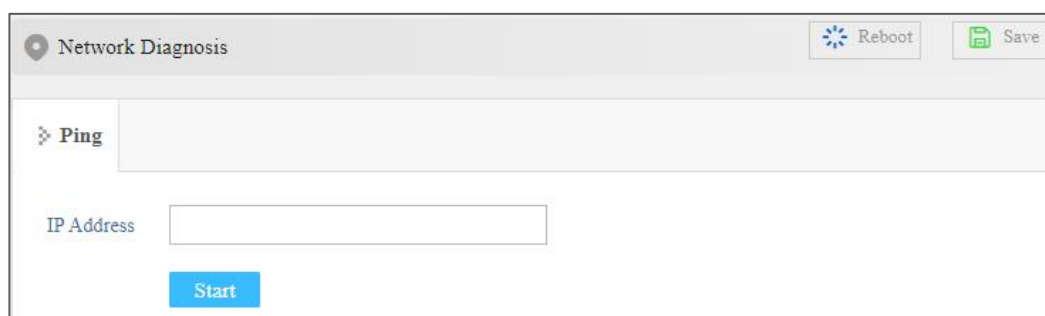 Network Diagnosis
Reboot
Save
Ping
IP Address
Start